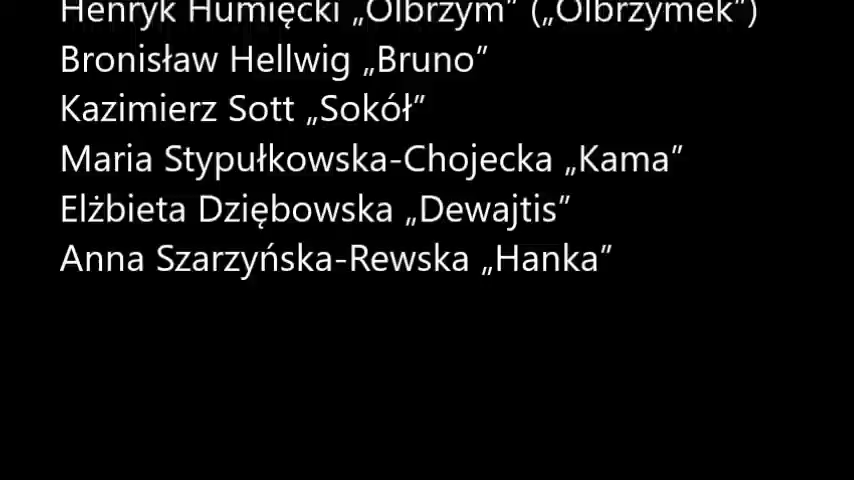 Henryk Humięcki „Olbrzym” („Olbrzymek”)
Bronisław Hellwig „Bruno”
Kazimierz Sott „Sokół”
Maria Stypułkowska-Chojecka „Kama”
Elżbieta Dziębowska „Dewajtis”
Anna Szarzyńska-Rewska „Hanka”